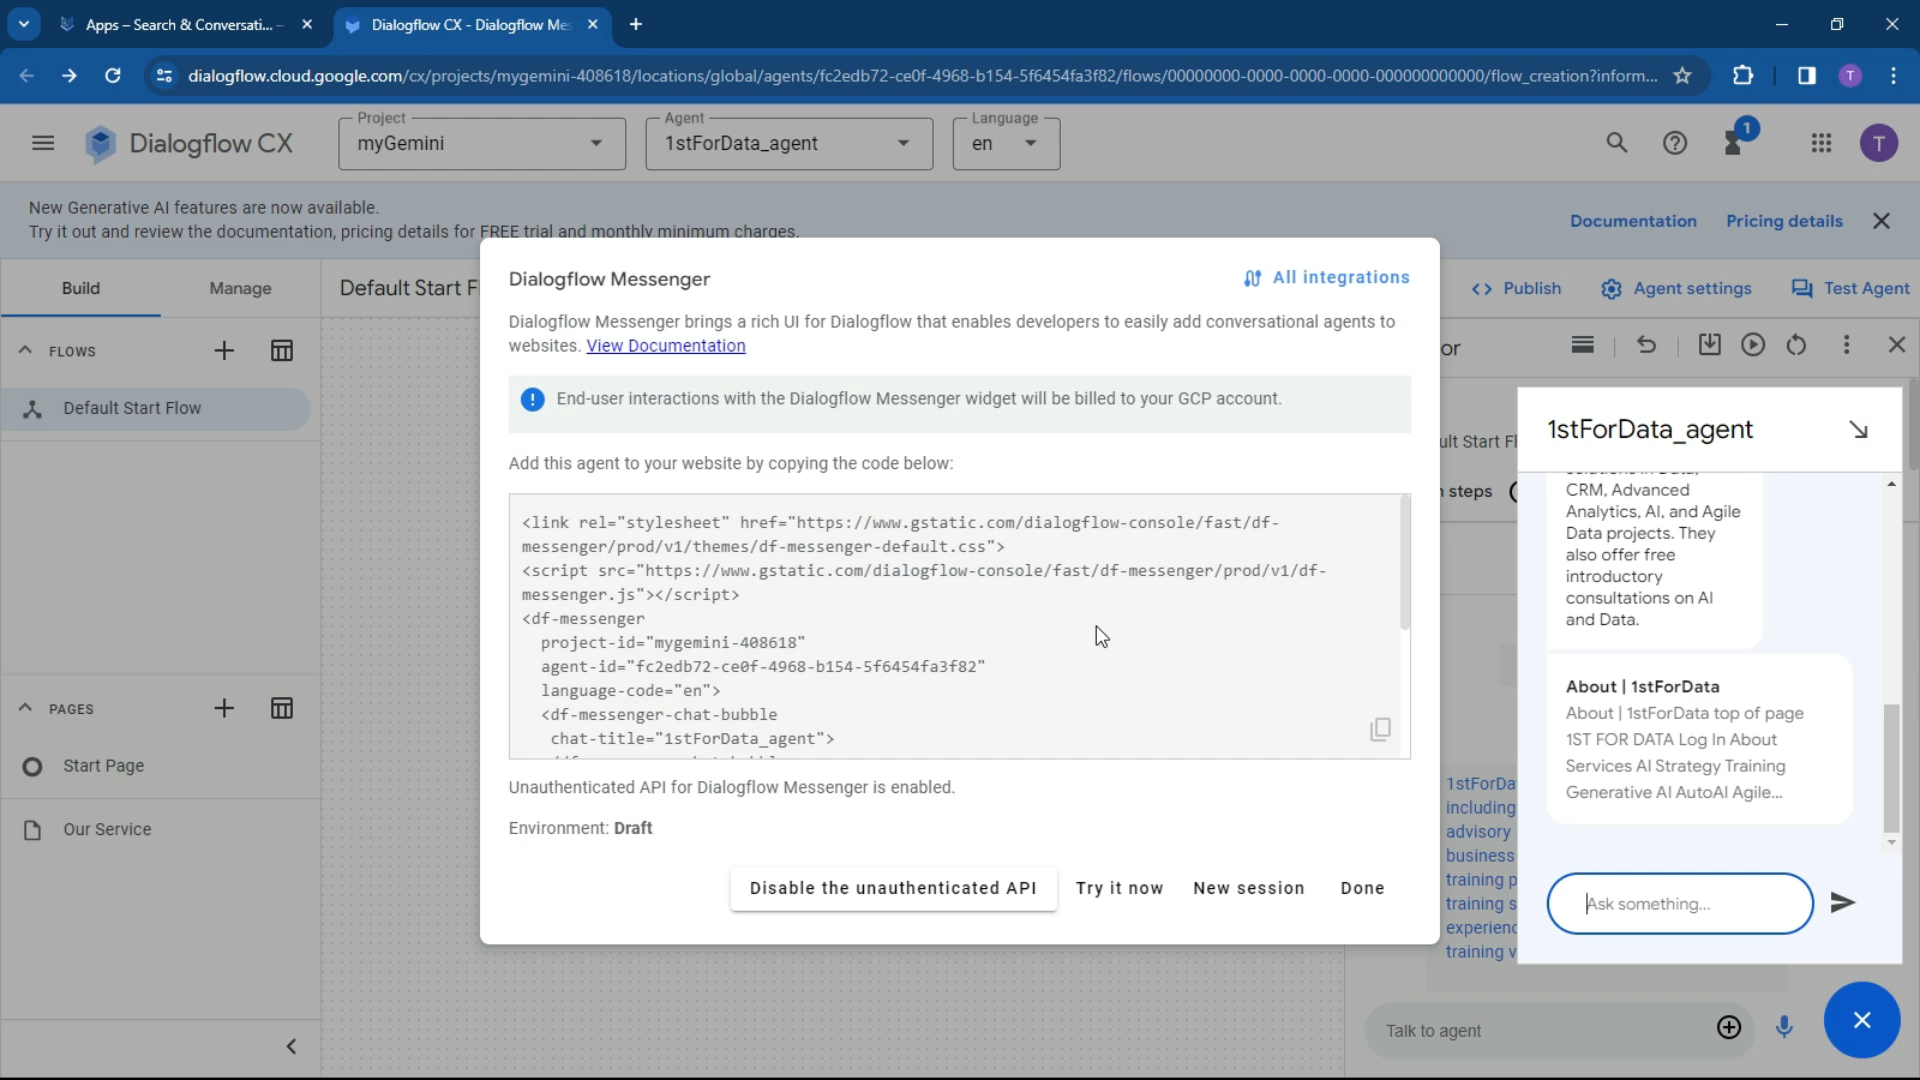 Apps – Search & Conversati...
Dialogflow CX - Dialogflow Me
dialogflow.cloud.google.com/cx/projects/mygemini-408618/locations/global/agents/fc2edb72-ce0f-4968-b154-5f6454fa3f82/flows/00000000-0000-0000-0000-000000000000/flow_creation?inform...
T
Dialogflow CX
Project
myGemini
Agent
1stForData_agent
Language
en
1
T
New Generative AI features are now available.
Try it out and review the documentation, pricing details for FREE trial and monthly minimum charges.
Documentation
Pricing details
Build
Manage
Default Start F
Publish
Agent settings
Test Agent
FLOWS
Default Start Flow
PAGES
Start Page
Our Service
Dialogflow Messenger
All integrations
Dialogflow Messenger brings a rich UI for Dialogflow that enables developers to easily add conversational agents to
websites. View Documentation
End-user interactions with the Dialogflow Messenger widget will be billed to your GCP account.
Add this agent to your website by copying the code below:
<link rel="stylesheet" href="https://www.gstatic.com/dialogflow-console/fast/df-
messenger/prod/v1/themes/df-messenger-default.css">
<script src="https://www.gstatic.com/dialogflow-console/fast/df-messenger/prod/v1/df-
messenger.js"></script>
<df-messenger
project-id="mygemini-408618"
agent-id="fc2edb72-ce0f-4968-b154-5f6454fa3f82"
language-code="en">
<df-messenger-chat-bubble
chat-title="1stForData_agent">
Unauthenticated API for Dialogflow Messenger is enabled.
Environment: Draft
Disable the unauthenticated API
Try it now
New session
Done
or
ult Start Fl
steps
1stForDa
including
advisory
business
training p
training s
experienc
training v
Talk to agent
1stForData_agent
CRM, Advanced
Analytics, AI, and Agile
Data projects. They
also offer free
introductory
consultations on AI
and Data.
About | 1stForData
About | 1stForData top of page
1ST FOR DATA Log In About
Services AI Strategy Training
Generative AI AutoAI Agile...
Ask something...